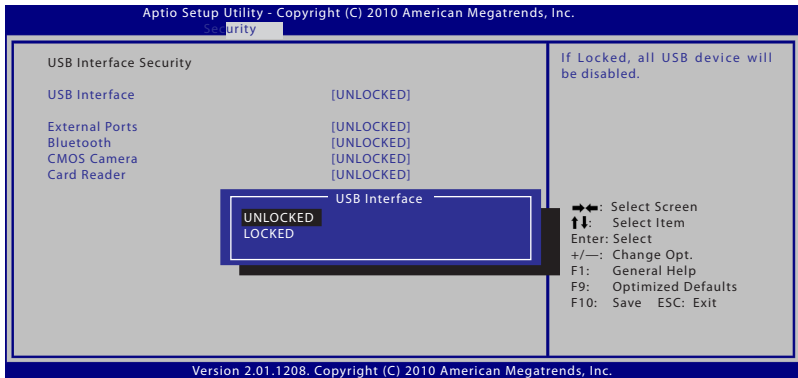 Aptio Setup Utility - Copyright (C) 2010 American Megatrends, Inc.
Security
USB Interface Security
USB Interface [UNLOCKED]
External Ports [UNLOCKED]
Bluetooth [UNLOCKED]
CMOS Camera [UNLOCKED]
Card Reader [UNLOCKED]
USB Interface
UNLOCKED
LOCKED
If Locked, all USB device will
be disabled.
→←: Select Screen
↑↓: Select Item
Enter: Select
+/—: Change Opt.
F1: General Help
F9: Optimized Defaults
F10: Save ESC: Exit
Version 2.01.1208. Copyright (C) 2010 American Megatrends, Inc.